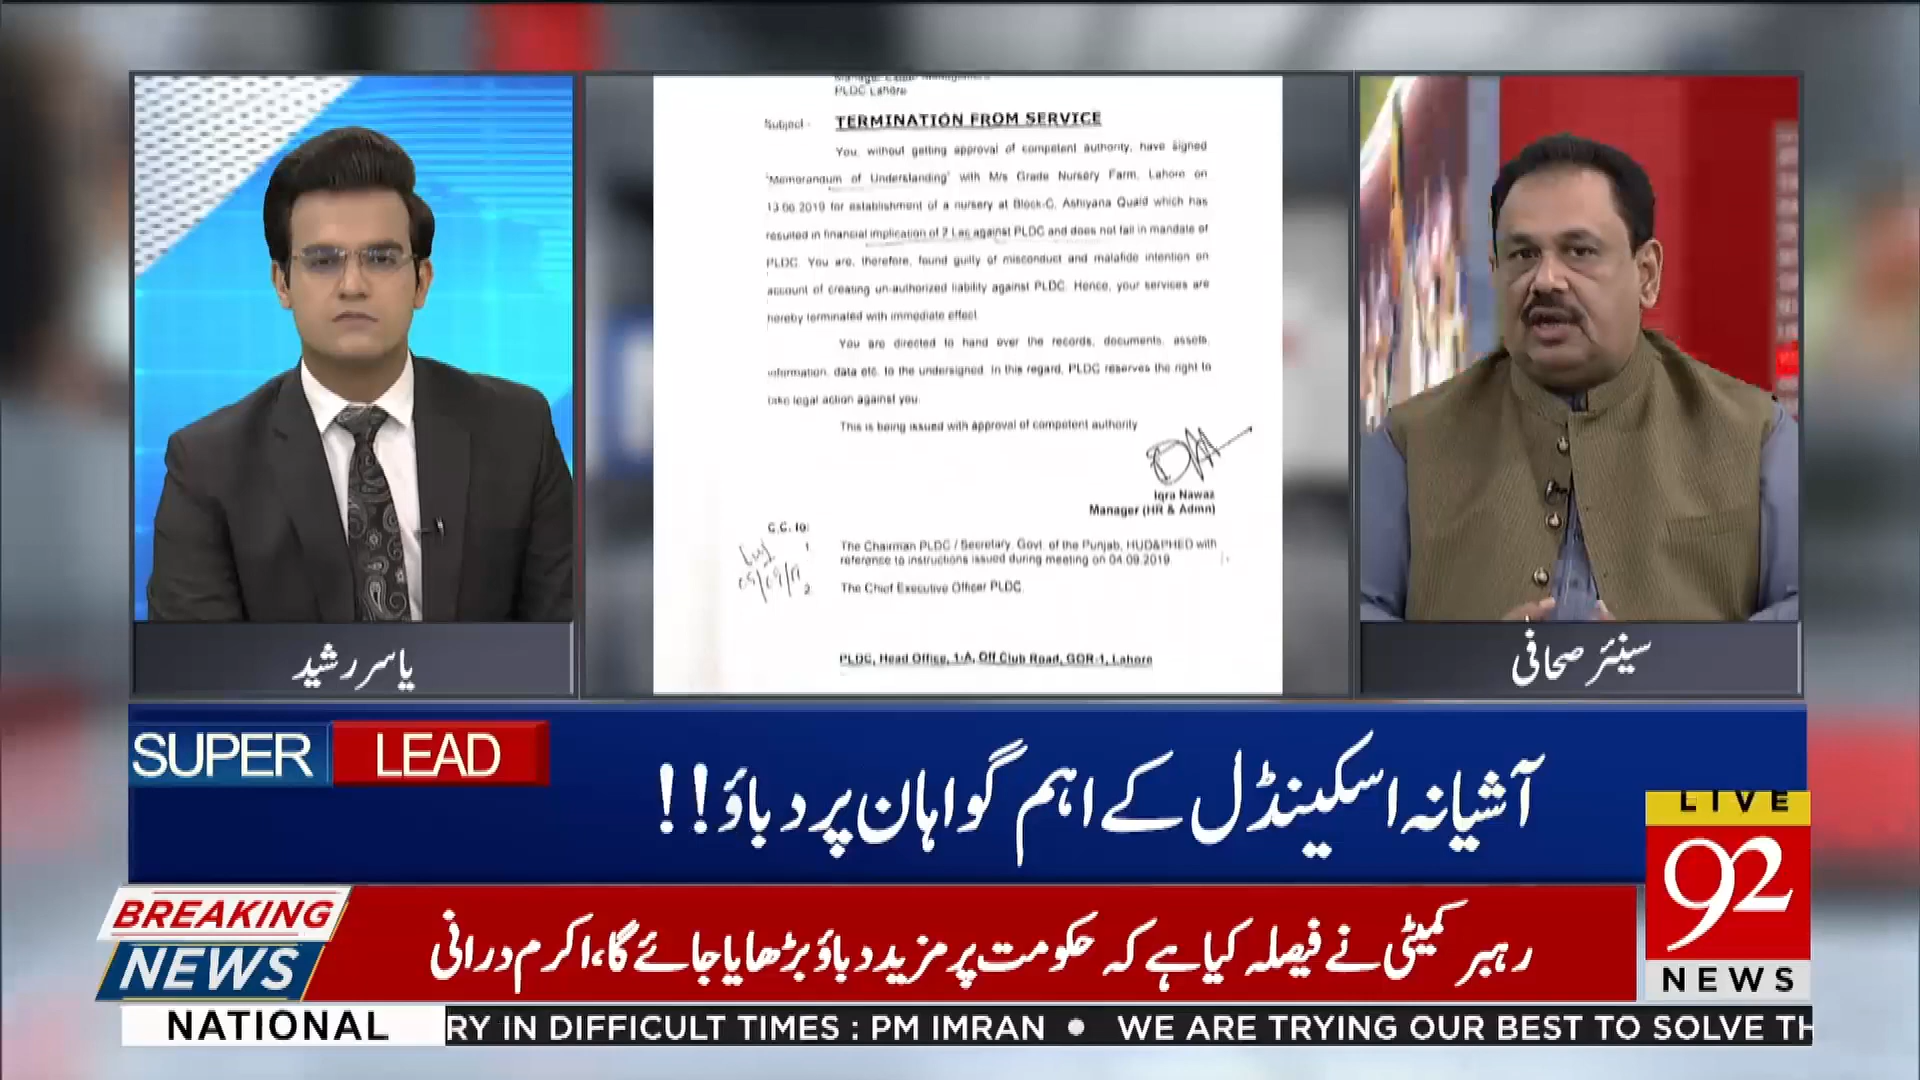 PLDC Lahore
Subject:- TERMINATION FROM SERVICE
You, without getting approval of competent authority, have signed
"Memorandum of Understanding" with M/s Grade Nursery Farm, Lahore on
13.06.2019 for establishment of a nursery at Block-C, Ashiyana Quaid which has
resulted in financial implication of 2 Lac against PLDC and does not fall in mandate of
PLDC. You are, therefore, found guilty of misconduct and malafide intention on
account of creating un-authorized liability against PLDC. Hence, your services are
hereby terminated with immediate effect.
You are directed to hand over the records, documents, assets,
information, data etc. to the undersigned. In this regard, PLDC reserves the right to
take legal action against you.
This is being issued with approval of competent authority
Iqra Nawaz
Manager (HR & Admn)
C.C. to:
1. The Chairman PLDC / Secretary, Govt. of the Punjab, HUD&PHED with
reference to instructions issued during meeting on 04.09.2019.
2. The Chief Executive Officer PLDC.
PLDC, Head Office, 1-A, Off Club Road, GOR-1, Lahore
یاسر رشید
سینئر صحافی
SUPER LEAD
آشیانہ اسکینڈل کے اہم گواہان پر دباؤ!!
LIVE
92
NEWS
BREAKING
NEWS
رہبر کمیٹی نے فیصلہ کیا ہے کہ حکومت پر مزید دباؤ بڑھایا جائے گا، اکرم درانی
NATIONAL
RY IN DIFFICULT TIMES : PM IMRAN ● WE ARE TRYING OUR BEST TO SOLVE TH